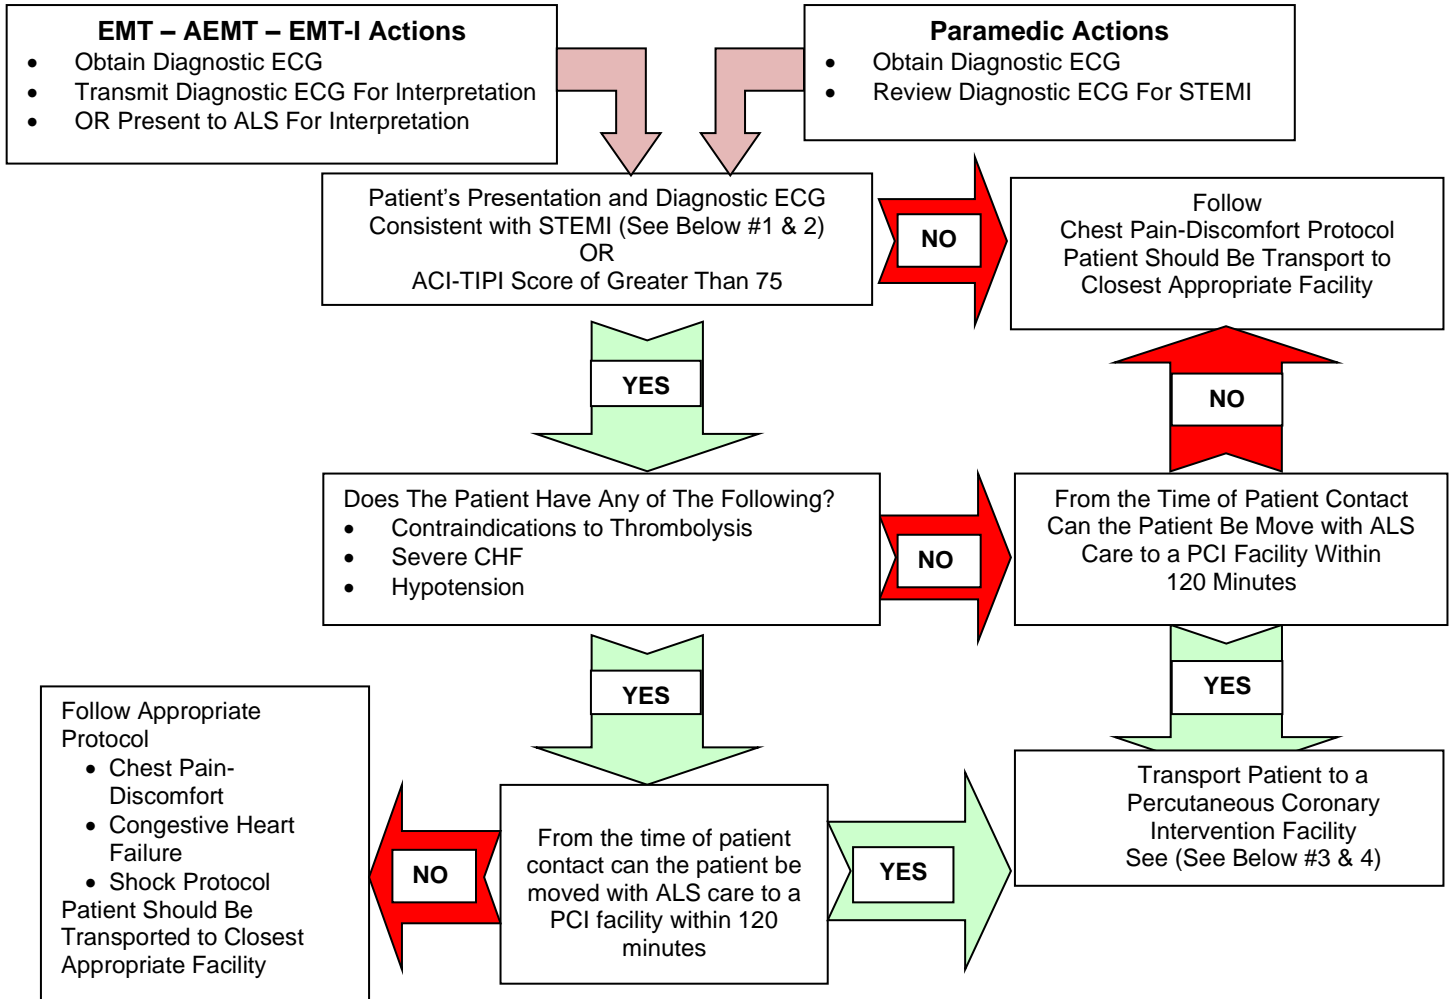 EMT – AEMT – EMT-I Actions
• Obtain Diagnostic ECG
• Transmit Diagnostic ECG For Interpretation
• OR Present to ALS For Interpretation
Paramedic Actions
• Obtain Diagnostic ECG
• Review Diagnostic ECG For STEMI
Patient's Presentation and Diagnostic ECG
Consistent with STEMI (See Below #1 & 2)
OR
ACI-TIPI Score of Greater Than 75
NO
Follow
Chest Pain-Discomfort Protocol
Patient Should Be Transport to
Closest Appropriate Facility
YES
NO
Does The Patient Have Any of The Following?
• Contraindications to Thrombolysis
• Severe CHF
• Hypotension
NO
From the Time of Patient Contact
Can the Patient Be Move with ALS
Care to a PCI Facility Within
120 Minutes
YES
YES
Follow Appropriate
Protocol
• Chest Pain-
Discomfort
• Congestive Heart
Failure
• Shock Protocol
Patient Should Be
Transported to Closest
Appropriate Facility
NO
From the time of patient
contact can the patient be
moved with ALS care to a
PCI facility within 120
minutes
YES
Transport Patient to a
Percutaneous Coronary
Intervention Facility
See (See Below #3 & 4)